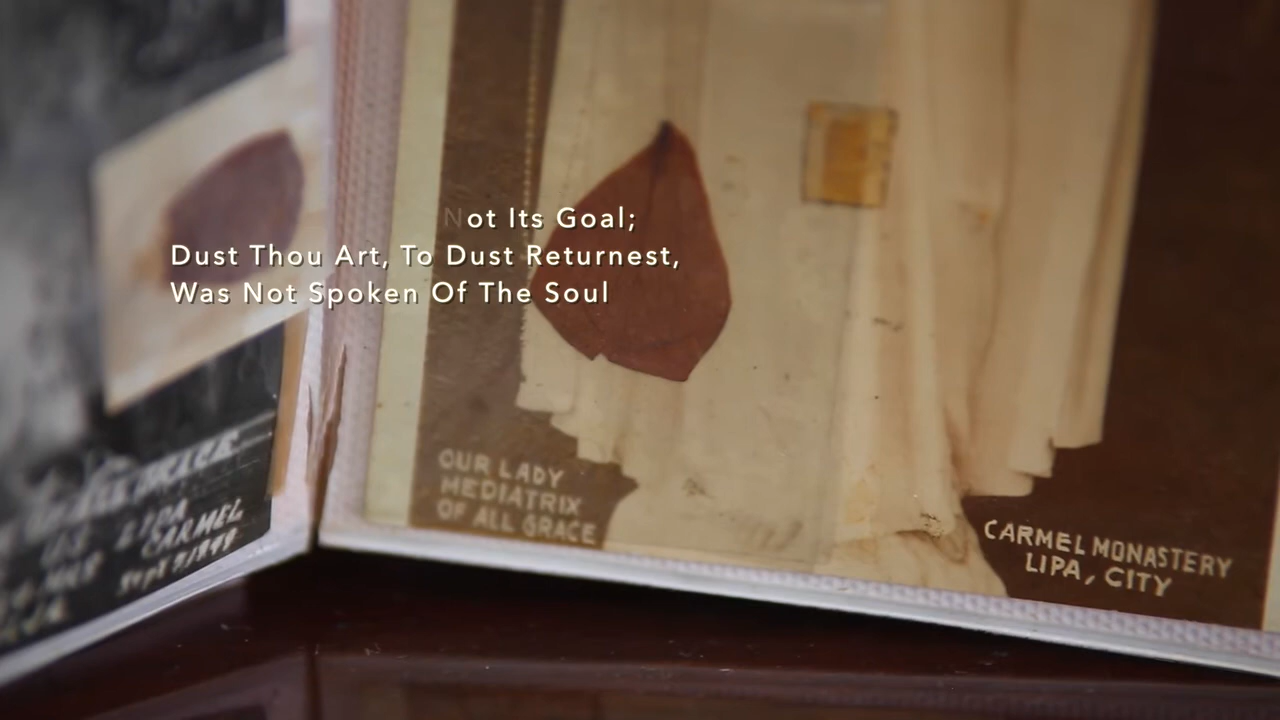 Not Its Goal;
Dust Thou Art, To Dust Returnest,
Was Not Spoken Of The Soul
OUR LADY
MEDIATRIX
OF ALL GRACE
CARMEL MONASTERY
LIPA, CITY
LIPA
CARMEL